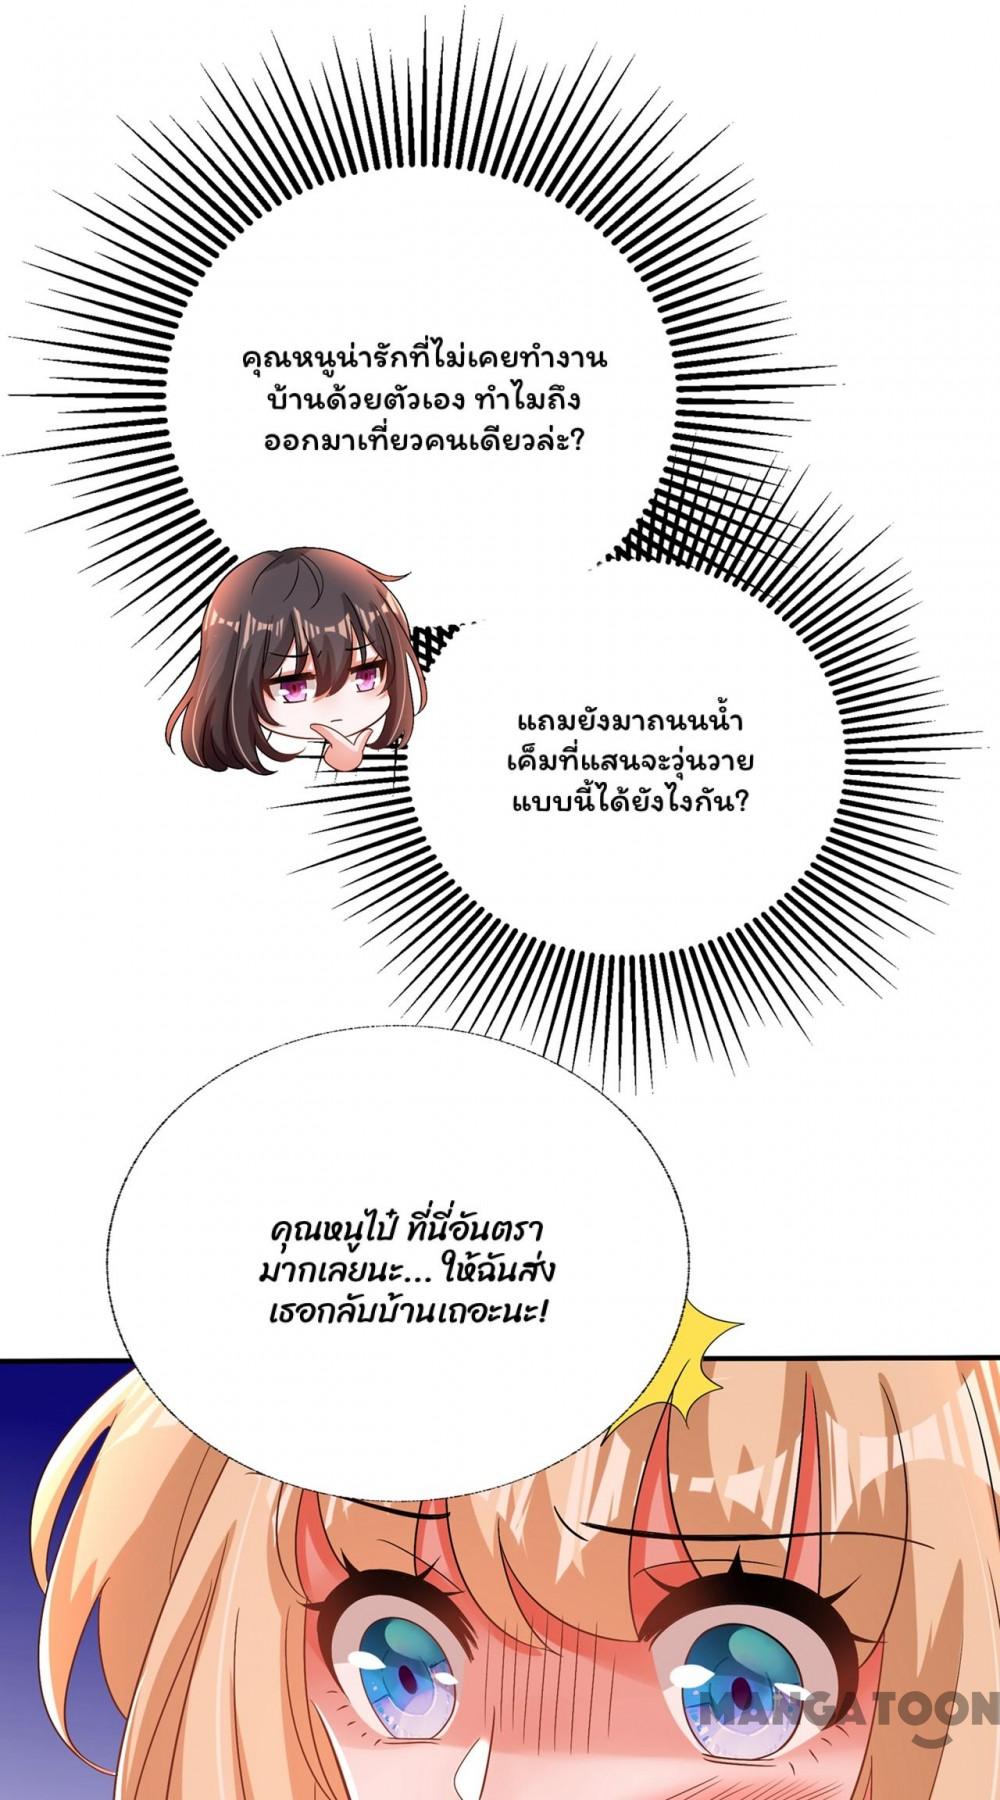 คุณหนูน่ารักที่ไม่เคยทำงาน
บ้านด้วยตัวเอง ทำไมถึง
ออกมาเที่ยวคนเดียวล่ะ?
แถมยังมาถนนน้ำ
เค็มที่แสนจะวุ่นวาย
แบบนี้ได้ยังไงกัน?
คุณหนูไป๋ ที่นี่อันตรา
มากเลยนะ... ให้ฉันส่ง
เธอกลับบ้านเถอะนะ!
MANGATOON